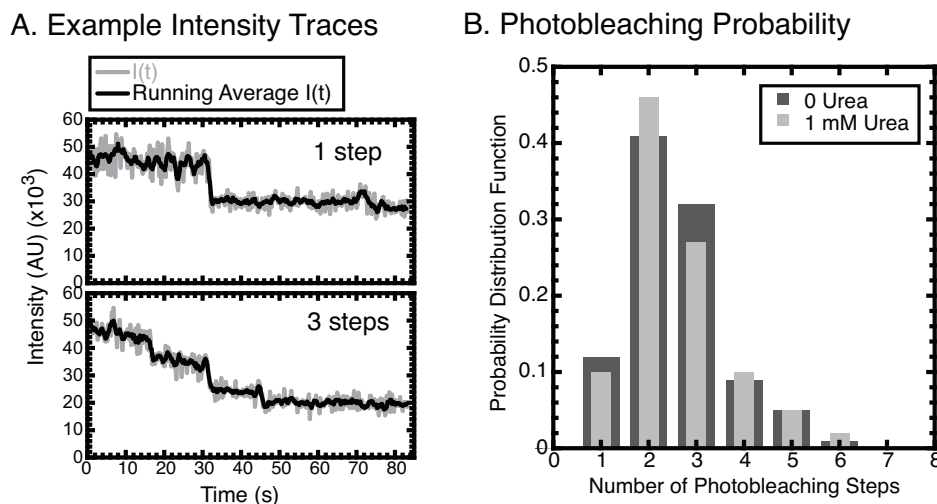 A. Example Intensity Traces
I(t)
Running Average I(t)
Intensity (AU) (x10³)
60
50
40
30
20
10
0
1 step
60
50
40
30
20
10
0
3 steps
0 10 20 30 40 50 60 70 80
Time (s)
B. Photobleaching Probability
Probability Distribution Function
0.5
0.4
0.3
0.2
0.1
0
0 Urea
1 mM Urea
1 2 3 4 5 6 7 8
Number of Photobleaching Steps